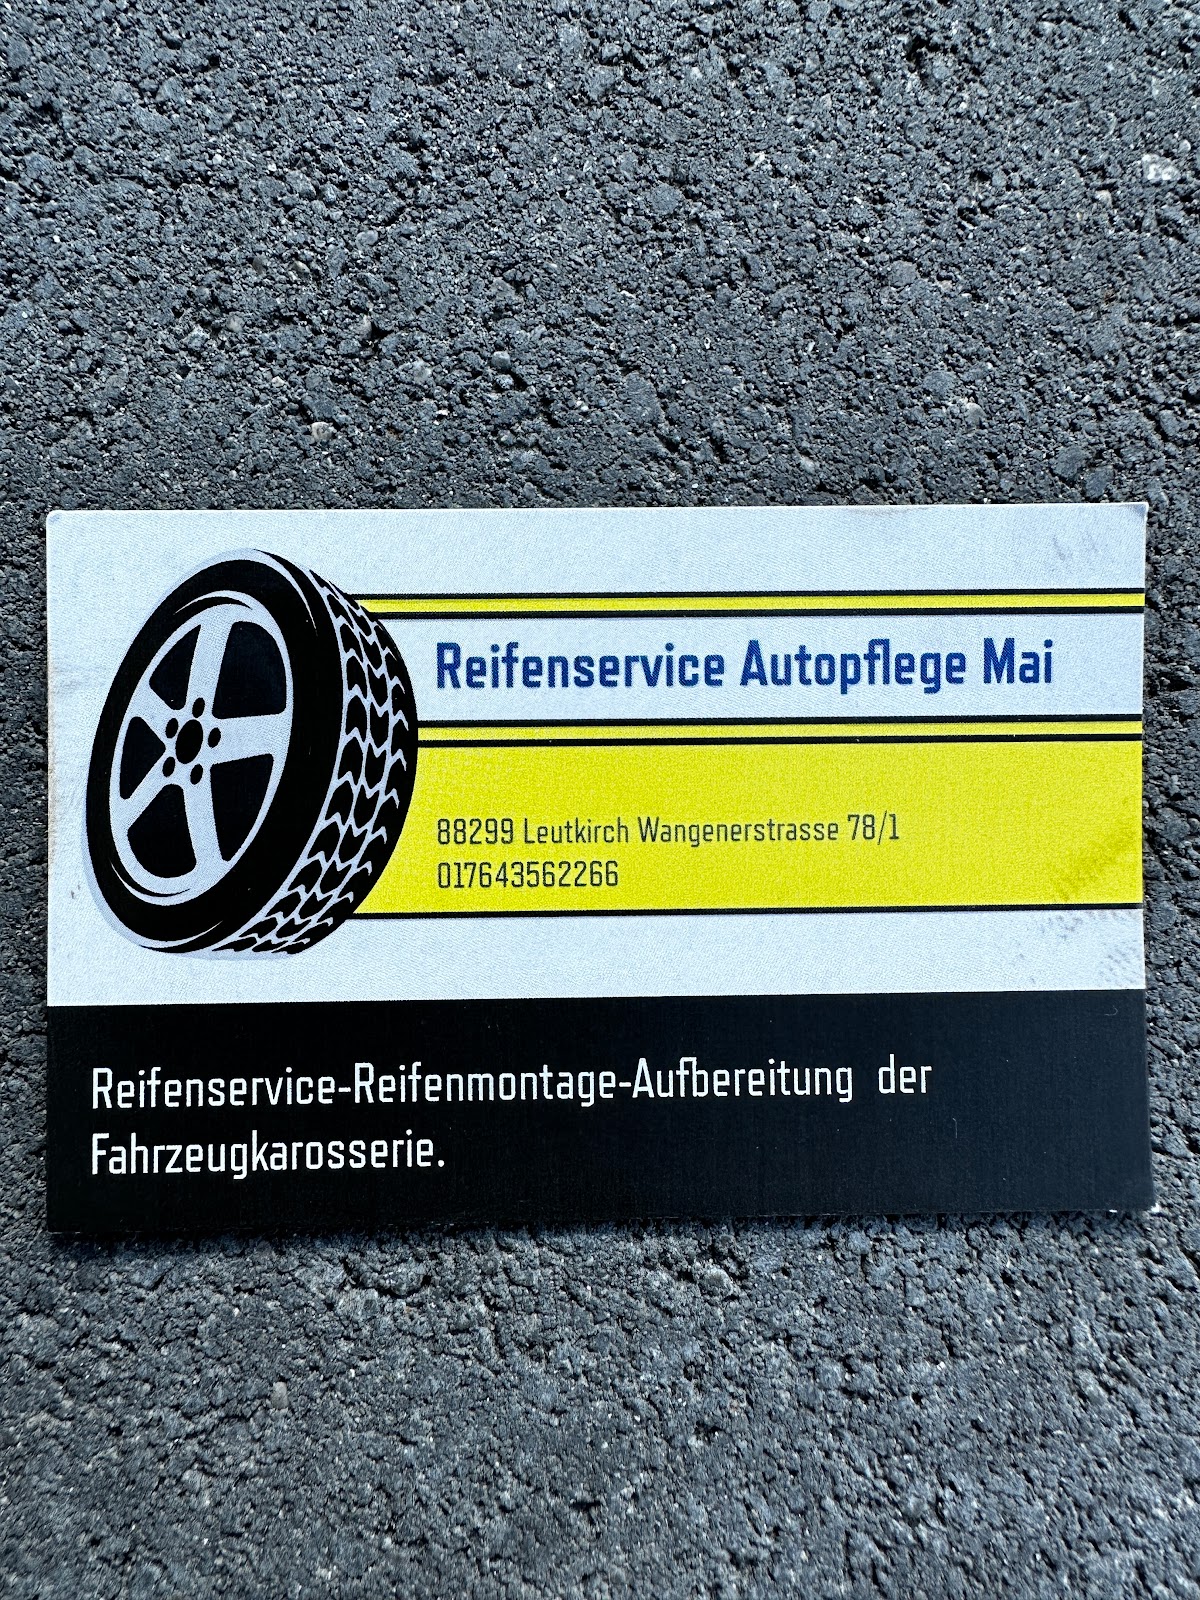 Reifenservice Autopflege Mai
88299 Leutkirch Wangenerstrasse 78/1
017643562266
Reifenservice-Reifenmontage-Aufbereitung der
Fahrzeugkarosserie.